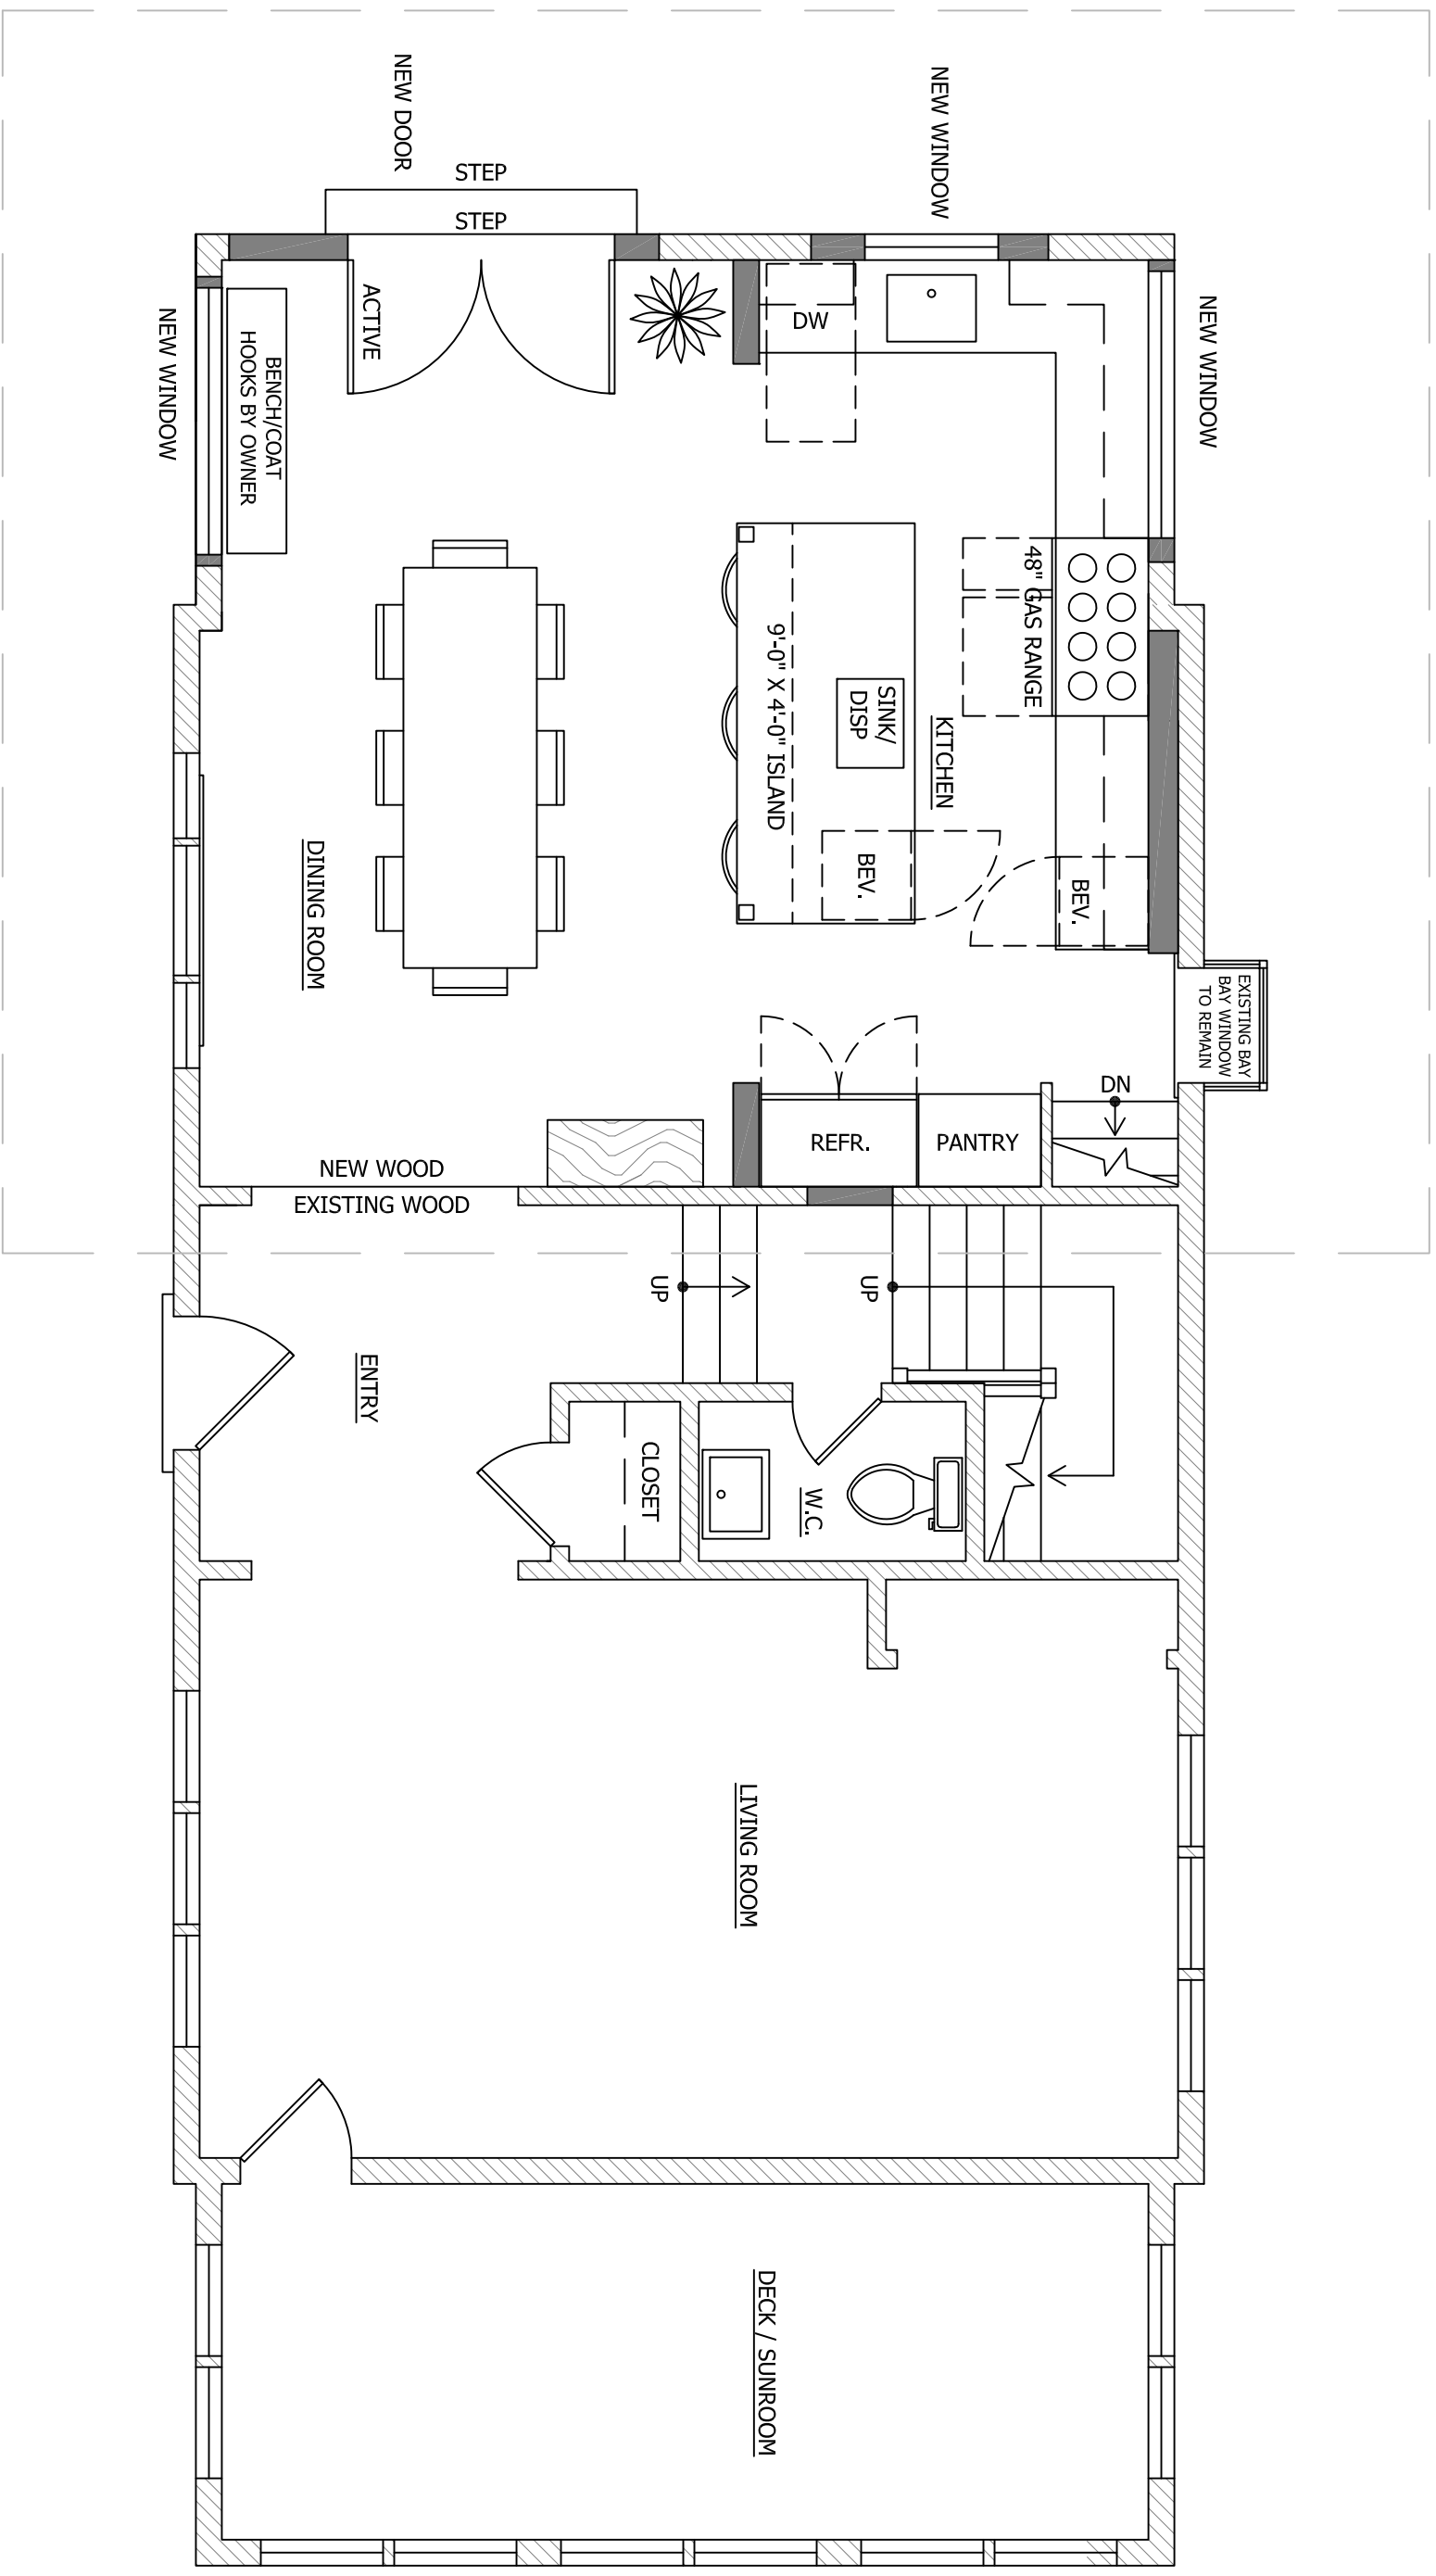 NEW DOOR
NEW WINDOW
STEP
STEP
NEW WINDOW
NEW WINDOW
ACTIVE
BENCH/COAT
HOOKS BY OWNER
DW
48" GAS RANGE
9'-0" X 4'-0" ISLAND
SINK/
DISP
KITCHEN
DINING ROOM
BEV.
BEV.
EXISTING BAY
BAY WINDOW
TO REMAIN
DN
REFR.
PANTRY
NEW WOOD
EXISTING WOOD
UP
UP
ENTRY
CLOSET
W.C.
LIVING ROOM
DECK / SUNROOM